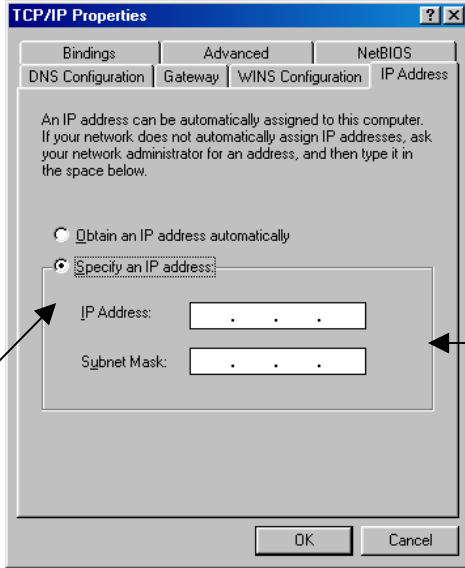 TCP/IP Properties
Bindings Advanced NetBIOS
DNS Configuration Gateway WINS Configuration IP Address
An IP address can be automatically assigned to this computer.
If your network does not automatically assign IP addresses, ask
your network administrator for an address, and then type it in
the space below.
Obtain an IP address automatically
Specify an IP address:
IP Address: . . .
Subnet Mask: . . .
OK Cancel